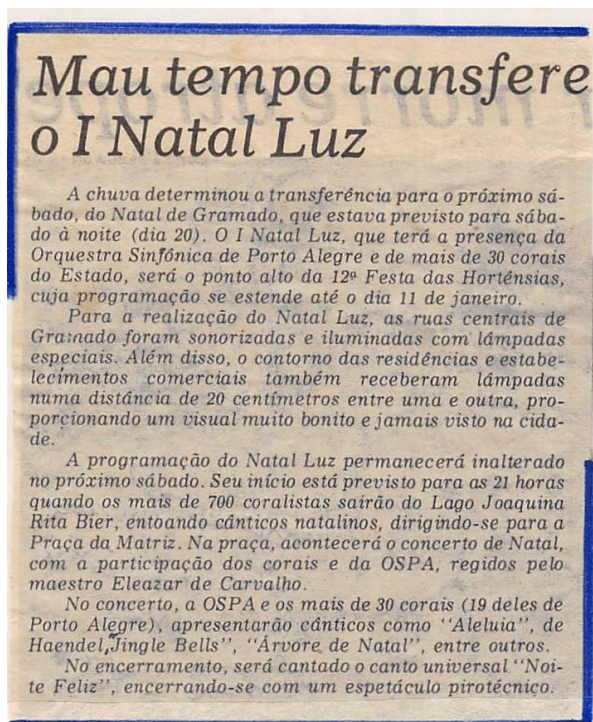 Mau tempo transfere
o I Natal Luz
A chuva determinou a transferência para o próximo sá-
bado, do Natal de Gramado, que estava previsto para sába-
do à noite (dia 20). O I Natal Luz, que terá a presença da
Orquestra Sinfônica de Porto Alegre e de mais de 30 corais
do Estado, será o ponto alto da 12ª Festa das Hortênsias,
cuja programação se estende até o dia 11 de janeiro.
Para a realização do Natal Luz, as ruas centrais de
Gramado foram sonorizadas e iluminadas com lâmpadas
especiais. Além disso, o contorno das residências e estabe-
lecimentos comerciais também receberam lâmpadas
numa distância de 20 centímetros entre uma e outra, pro-
porcionando um visual muito bonito e jamais visto na cida-
de.
A programação do Natal Luz permanecerá inalterado
no próximo sábado. Seu início está previsto para as 21 horas
quando os mais de 700 coralistas sairão do Lago Joaquina
Rita Bier, entoando cânticos natalinos, dirigindo-se para a
Praça da Matriz. Na praça, acontecerá o concerto de Natal,
com a participação dos corais e da OSPA, regidos pelo
maestro Eleazar de Carvalho.
No concerto, a OSPA e os mais de 30 corais (19 deles de
Porto Alegre), apresentarão cânticos como "Aleluia", de
Haendel, "Jingle Bells", "Árvore de Natal", entre outros.
No encerramento, será cantado o canto universal "Noi-
te Feliz", encerrando-se com um espetáculo pirotécnico.